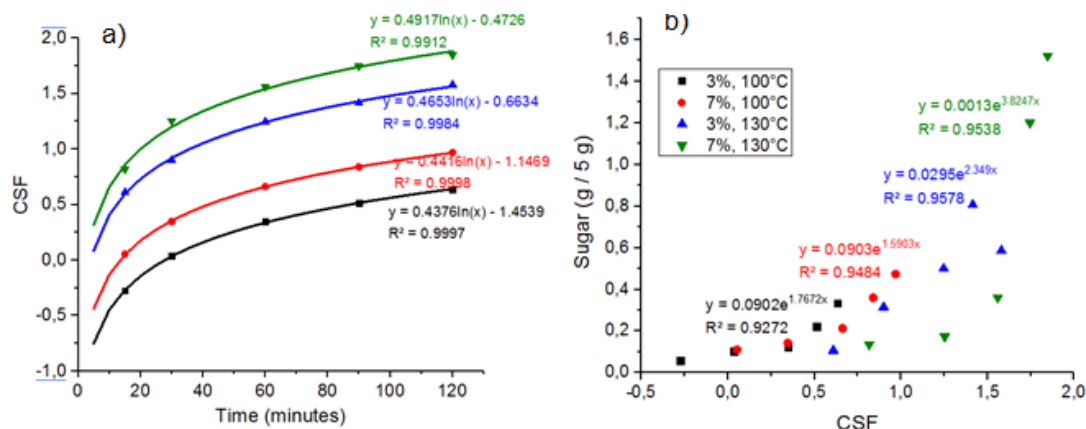 a)
y = 0.4917ln(x) - 0.4726
R² = 0.9912
y = 0.4653ln(x) - 0.6634
R² = 0.9984
y = 0.4416ln(x) - 1.1469
R² = 0.9998
y = 0.4376ln(x) - 1.4539
R² = 0.9997
2,0
1,5
1,0
0,5
0,0
-0,5
-1,0
CSF
0 20 40 60 80 100 120
Time (minutes)
b)
3%, 100°C
7%, 100°C
3%, 130°C
7%, 130°C
y = 0.0013e^3.8247x
R² = 0.9538
y = 0.0295e^2.349x
R² = 0.9578
y = 0.0903e^1.5903x
R² = 0.9484
y = 0.0902e^1.7672x
R² = 0.9272
1,6
1,4
1,2
1,0
0,8
0,6
0,4
0,2
0,0
Sugar (g / 5 g)
-0,5 0,0 0,5 1,0 1,5 2,0
CSF